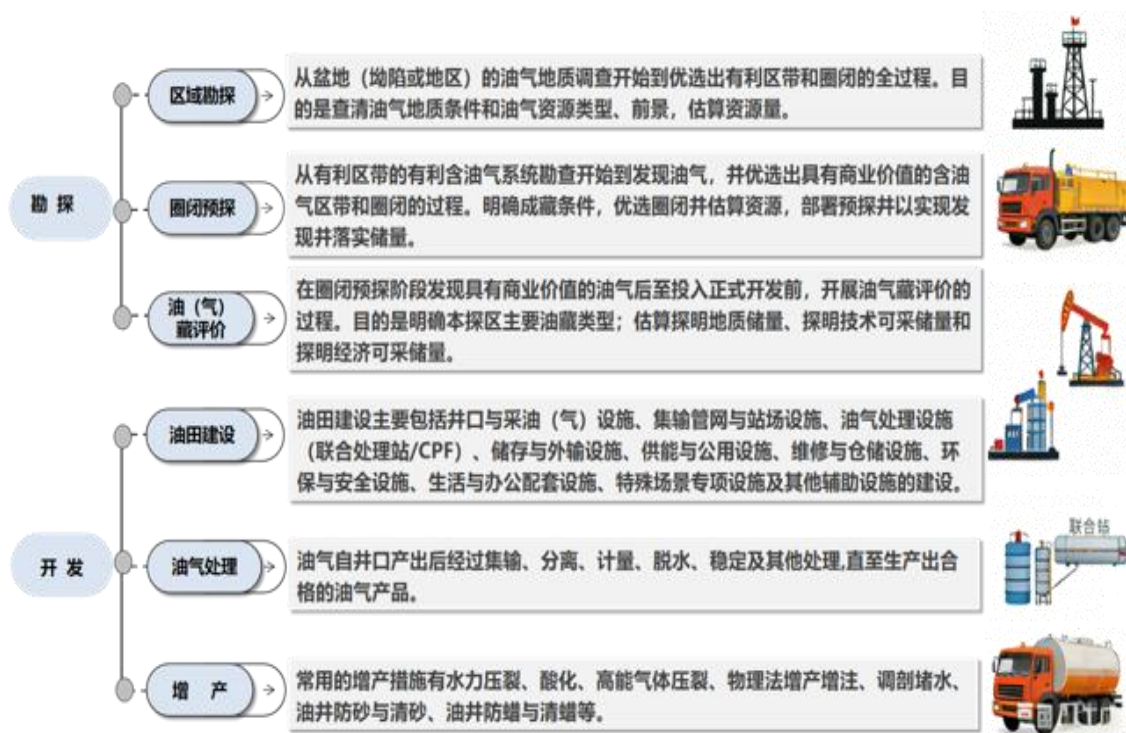 区域勘探
从盆地（坳陷或地区）的油气地质调查开始到优选出有利区带和圈闭的全过程。目
的是查清油气地质条件和油气资源类型、前景，估算资源量。
勘 探
圈闭预探
从有利区带的有利含油气系统勘查开始到发现油气，并优选出具有商业价值的含油
气区带和圈闭的过程。明确成藏条件，优选圈闭并估算资源，部署预探井以实现发
现井落实储量。
油（气）
藏评价
在圈闭预探阶段发现具有商业价值的油气后至投入正式开发前，开展油气藏评价的
过程。目的是明确本探区主要油藏类型；估算探明地质储量、探明技术可采储量和
探明经济可采储量。
油田建设
油田建设主要包括井口与采油（气）设施、集输管网与站场设施、油气处理设施
（联合处理站/CPF）、储存与外输设施、供能与公用设施、维修与仓储设施、环
保与安全设施、生活与办公配套设施、特殊场景专项设施及其他辅助设施的建设。
开 发
油气处理
油气自井口产出后经过集输、分离、计量、脱水、稳定及其他处理,直至生产出合
格的油气产品。
联合站
增 产
常用的增产措施有水力压裂、酸化、高能气体压裂、物理法增产增注、调剖堵水、
油井防砂与清砂、油井防蜡与清蜡等。